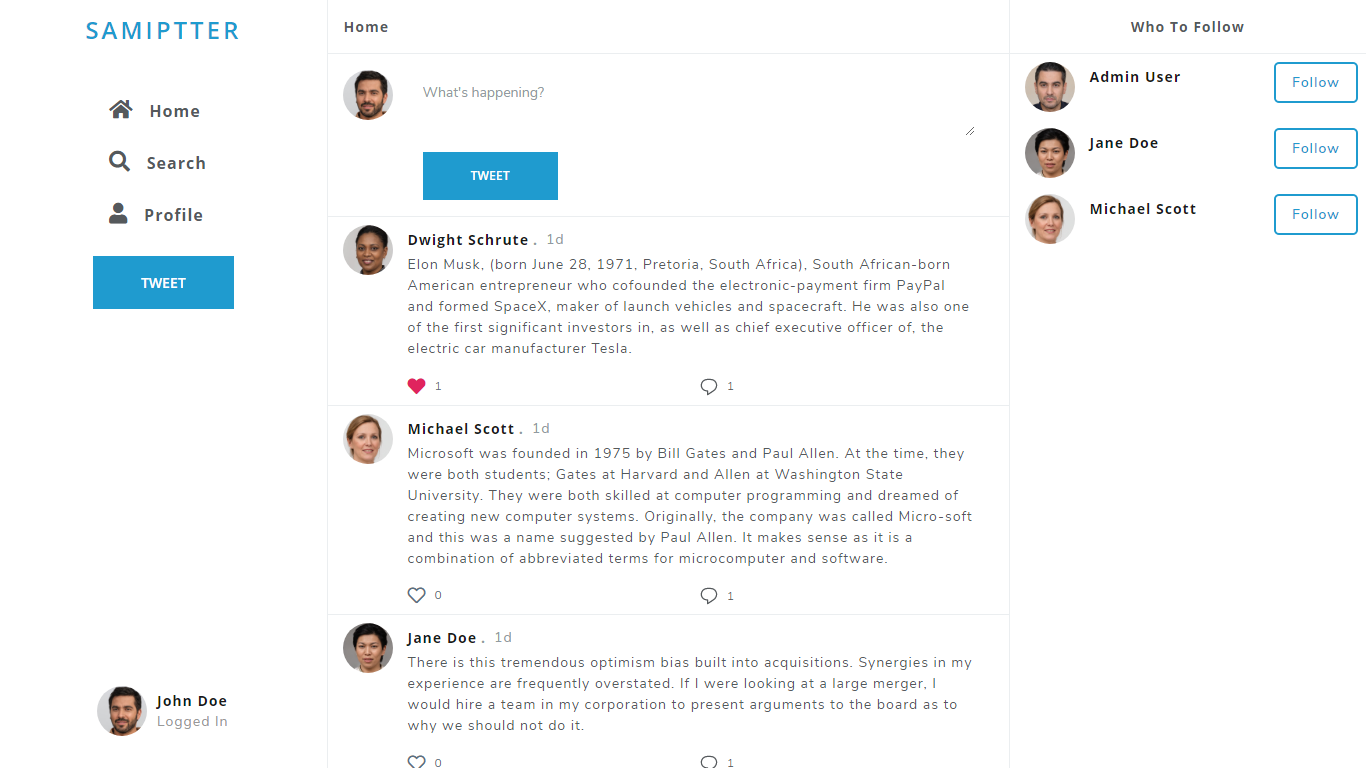 SAMIPTTER
Home
Search
Profile
TWEET
John Doe
Logged In
Home
What's happening?
TWEET
Dwight Schrute . 1d
Elon Musk, (born June 28, 1971, Pretoria, South Africa), South African-born
American entrepreneur who cofounded the electronic-payment firm PayPal
and formed SpaceX, maker of launch vehicles and spacecraft. He was also one
of the first significant investors in, as well as chief executive officer of, the
electric car manufacturer Tesla.
1 1
Michael Scott . 1d
Microsoft was founded in 1975 by Bill Gates and Paul Allen. At the time, they
were both students; Gates at Harvard and Allen at Washington State
University. They were both skilled at computer programming and dreamed of
creating new computer systems. Originally, the company was called Micro-soft
and this was a name suggested by Paul Allen. It makes sense as it is a
combination of abbreviated terms for microcomputer and software.
0 1
Jane Doe . 1d
There is this tremendous optimism bias built into acquisitions. Synergies in my
experience are frequently overstated. If I were looking at a large merger, I
would hire a team in my corporation to present arguments to the board as to
why we should not do it.
0 1
Who To Follow
Admin User Follow
Jane Doe Follow
Michael Scott Follow